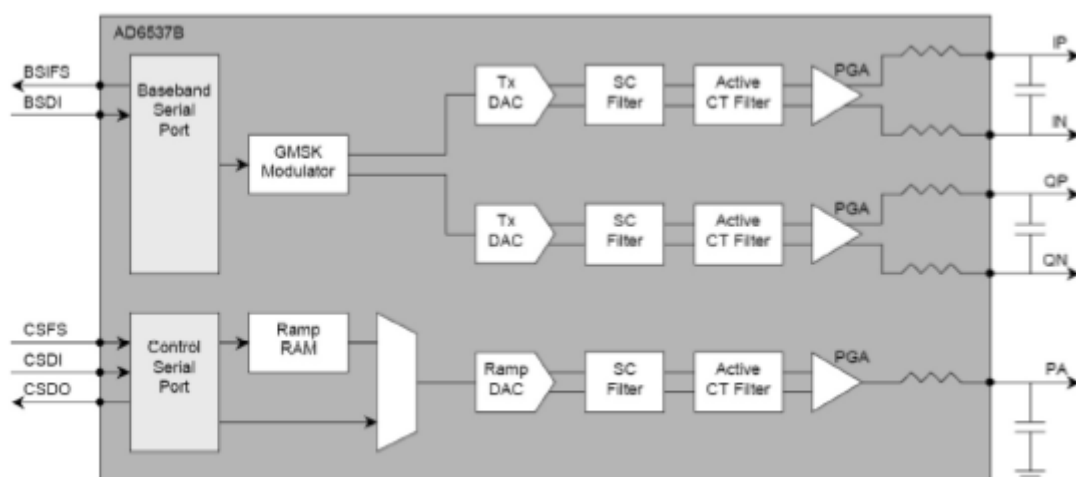 AD6537B
BSIFS
BSDI
Baseband
Serial
Port
GMSK
Modulator
Tx
DAC
SC
Filter
Active
CT Filter
PGA
IP
IN
Tx
DAC
SC
Filter
Active
CT Filter
PGA
QP
QN
CSFS
CSDI
CSDO
Control
Serial
Port
Ramp
RAM
Ramp
DAC
SC
Filter
Active
CT Filter
PGA
PA